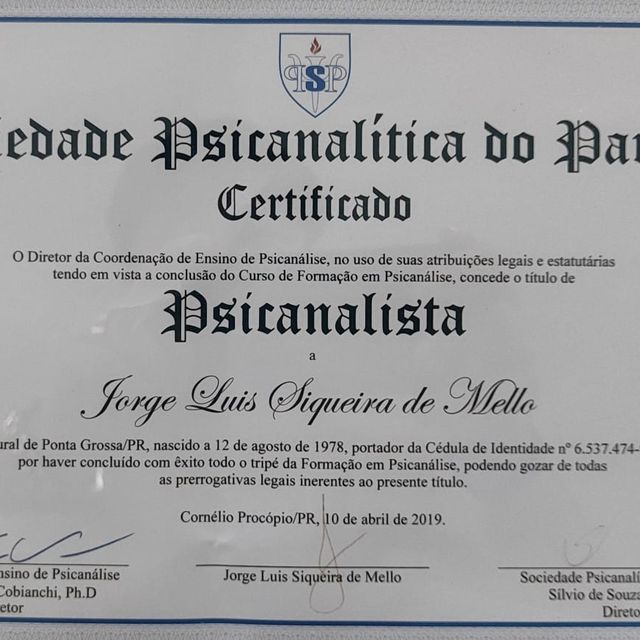 PSP
iedade Psicanalítica do Par
Certificado
O Diretor da Coordenação de Ensino de Psicanálise, no uso de suas atribuições legais e estatutárias
tendo em vista a conclusão do Curso de Formação em Psicanálise, concede o título de
Psicanalista
a
Jorge Luis Siqueira de Mello
ural de Ponta Grossa/PR, nascido a 12 de agosto de 1978, portador da Cédula de Identidade nº 6.537.474-
por haver concluído com êxito todo o tripé da Formação em Psicanálise, podendo gozar de todas
as prerrogativas legais inerentes ao presente título.
Cornélio Procópio/PR, 10 de abril de 2019.
nsino de Psicanálise
Cobianchi, Ph.D
etor
Jorge Luis Siqueira de Mello
Sociedade Psicanalí
Sílvio de Souza
Direto